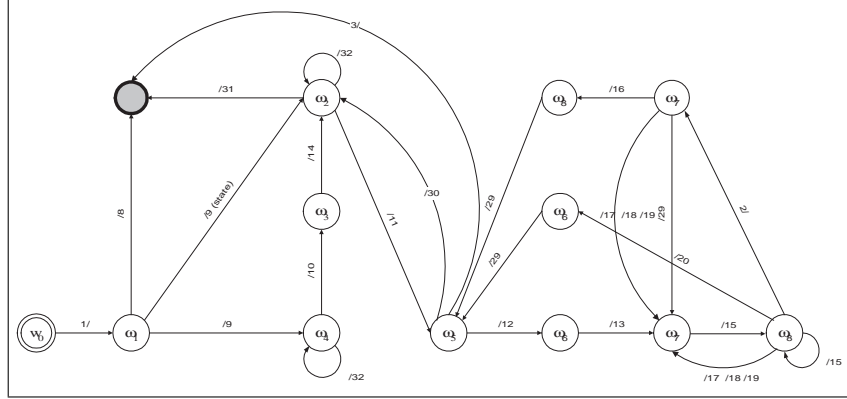 3/
/32
/31
ω2
ω8
/16
ω7
/14
/9 (state)
/30
/8
/11
/29
ω3
ω6
/17 /18 /19
/29
2/
/29
/20
/10
w0
1/
ω1
/9
ω4
ω5
/12
ω6
/13
ω7
/15
ω8
/32
/17 /18 /19
/15